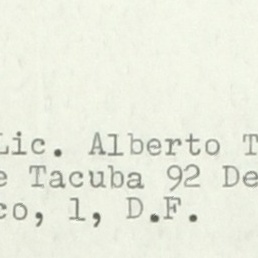 Lic. Alberto T
e Tacuba 92 De
co, 1, D.F.